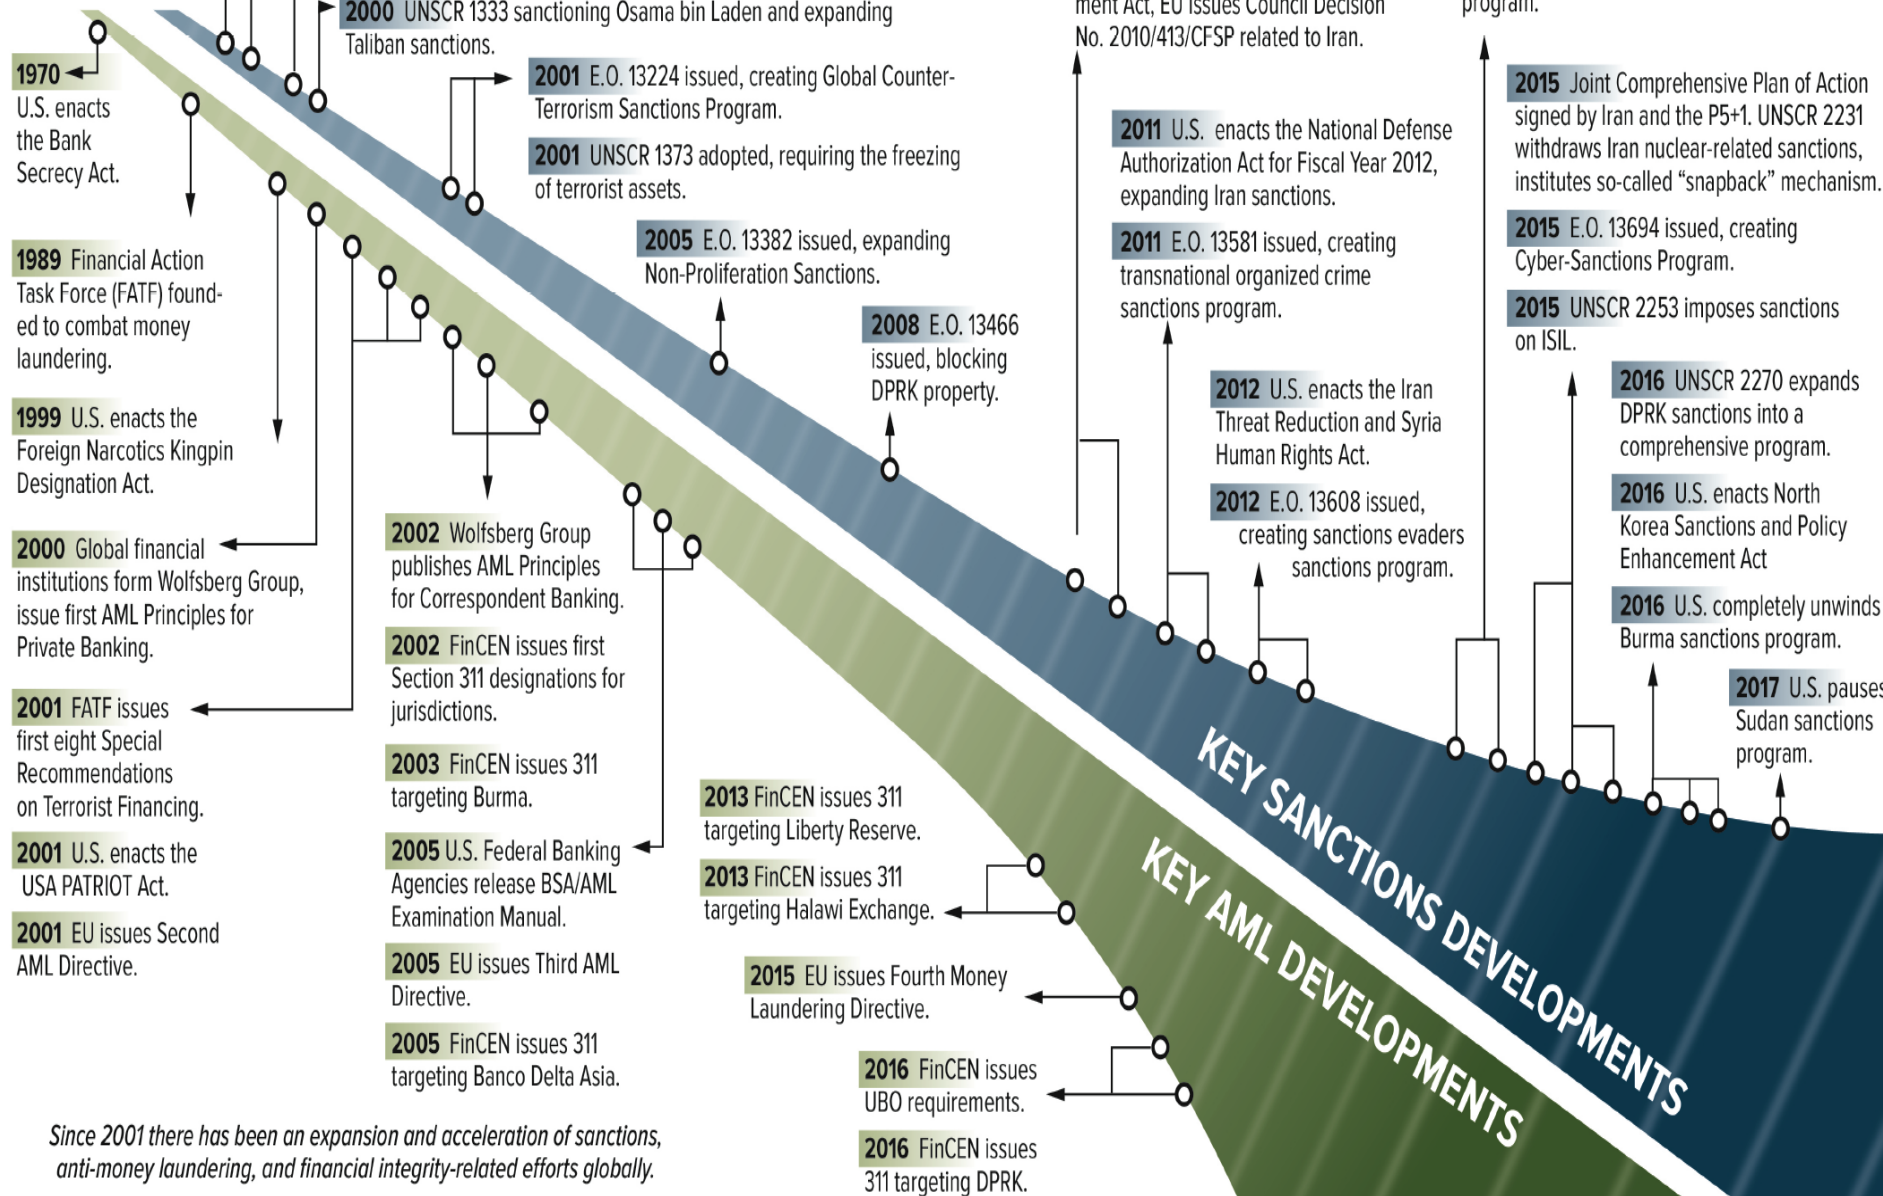 2000 UNSCR 1333 sanctioning Osama bin Laden and expanding
Taliban sanctions.
ment Act, EU issues Council Decision
No. 2010/413/CFSP related to Iran.
program.
1970
U.S. enacts
the Bank
Secrecy Act.
2001 E.O. 13224 issued, creating Global Counter-
Terrorism Sanctions Program.
2001 UNSCR 1373 adopted, requiring the freezing
of terrorist assets.
2005 E.O. 13382 issued, expanding
Non-Proliferation Sanctions.
2008 E.O. 13466
issued, blocking
DPRK property.
2011 U.S. enacts the National Defense
Authorization Act for Fiscal Year 2012,
expanding Iran sanctions.
2011 E.O. 13581 issued, creating
transnational organized crime
sanctions program.
2012 U.S. enacts the Iran
Threat Reduction and Syria
Human Rights Act.
2012 E.O. 13608 issued,
creating sanctions evaders
sanctions program.
2015 Joint Comprehensive Plan of Action
signed by Iran and the P5+1. UNSCR 2231
withdraws Iran nuclear-related sanctions,
institutes so-called “snapback” mechanism.
2015 E.O. 13694 issued, creating
Cyber-Sanctions Program.
2015 UNSCR 2253 imposes sanctions
on ISIL.
2016 UNSCR 2270 expands
DPRK sanctions into a
comprehensive program.
2016 U.S. enacts North
Korea Sanctions and Policy
Enhancement Act
2016 U.S. completely unwinds
Burma sanctions program.
2017 U.S. pauses
Sudan sanctions
program.
1989 Financial Action
Task Force (FATF) found-
ed to combat money
laundering.
1999 U.S. enacts the
Foreign Narcotics Kingpin
Designation Act.
2000 Global financial
institutions form Wolfsberg Group,
issue first AML Principles for
Private Banking.
2001 FATF issues
first eight Special
Recommendations
on Terrorist Financing.
2001 U.S. enacts the
USA PATRIOT Act.
2001 EU issues Second
AML Directive.
2002 Wolfsberg Group
publishes AML Principles
for Correspondent Banking.
2002 FinCEN issues first
Section 311 designations for
jurisdictions.
2003 FinCEN issues 311
targeting Burma.
2005 U.S. Federal Banking
Agencies release BSA/AML
Examination Manual.
2005 EU issues Third AML
Directive.
2005 FinCEN issues 311
targeting Banco Delta Asia.
2013 FinCEN issues 311
targeting Liberty Reserve.
2013 FinCEN issues 311
targeting Halawi Exchange.
2015 EU issues Fourth Money
Laundering Directive.
2016 FinCEN issues
UBO requirements.
2016 FinCEN issues
311 targeting DPRK.
KEY SANCTIONS DEVELOPMENTS
KEY AML DEVELOPMENTS
Since 2001 there has been an expansion and acceleration of sanctions,
anti-money laundering, and financial integrity-related efforts globally.